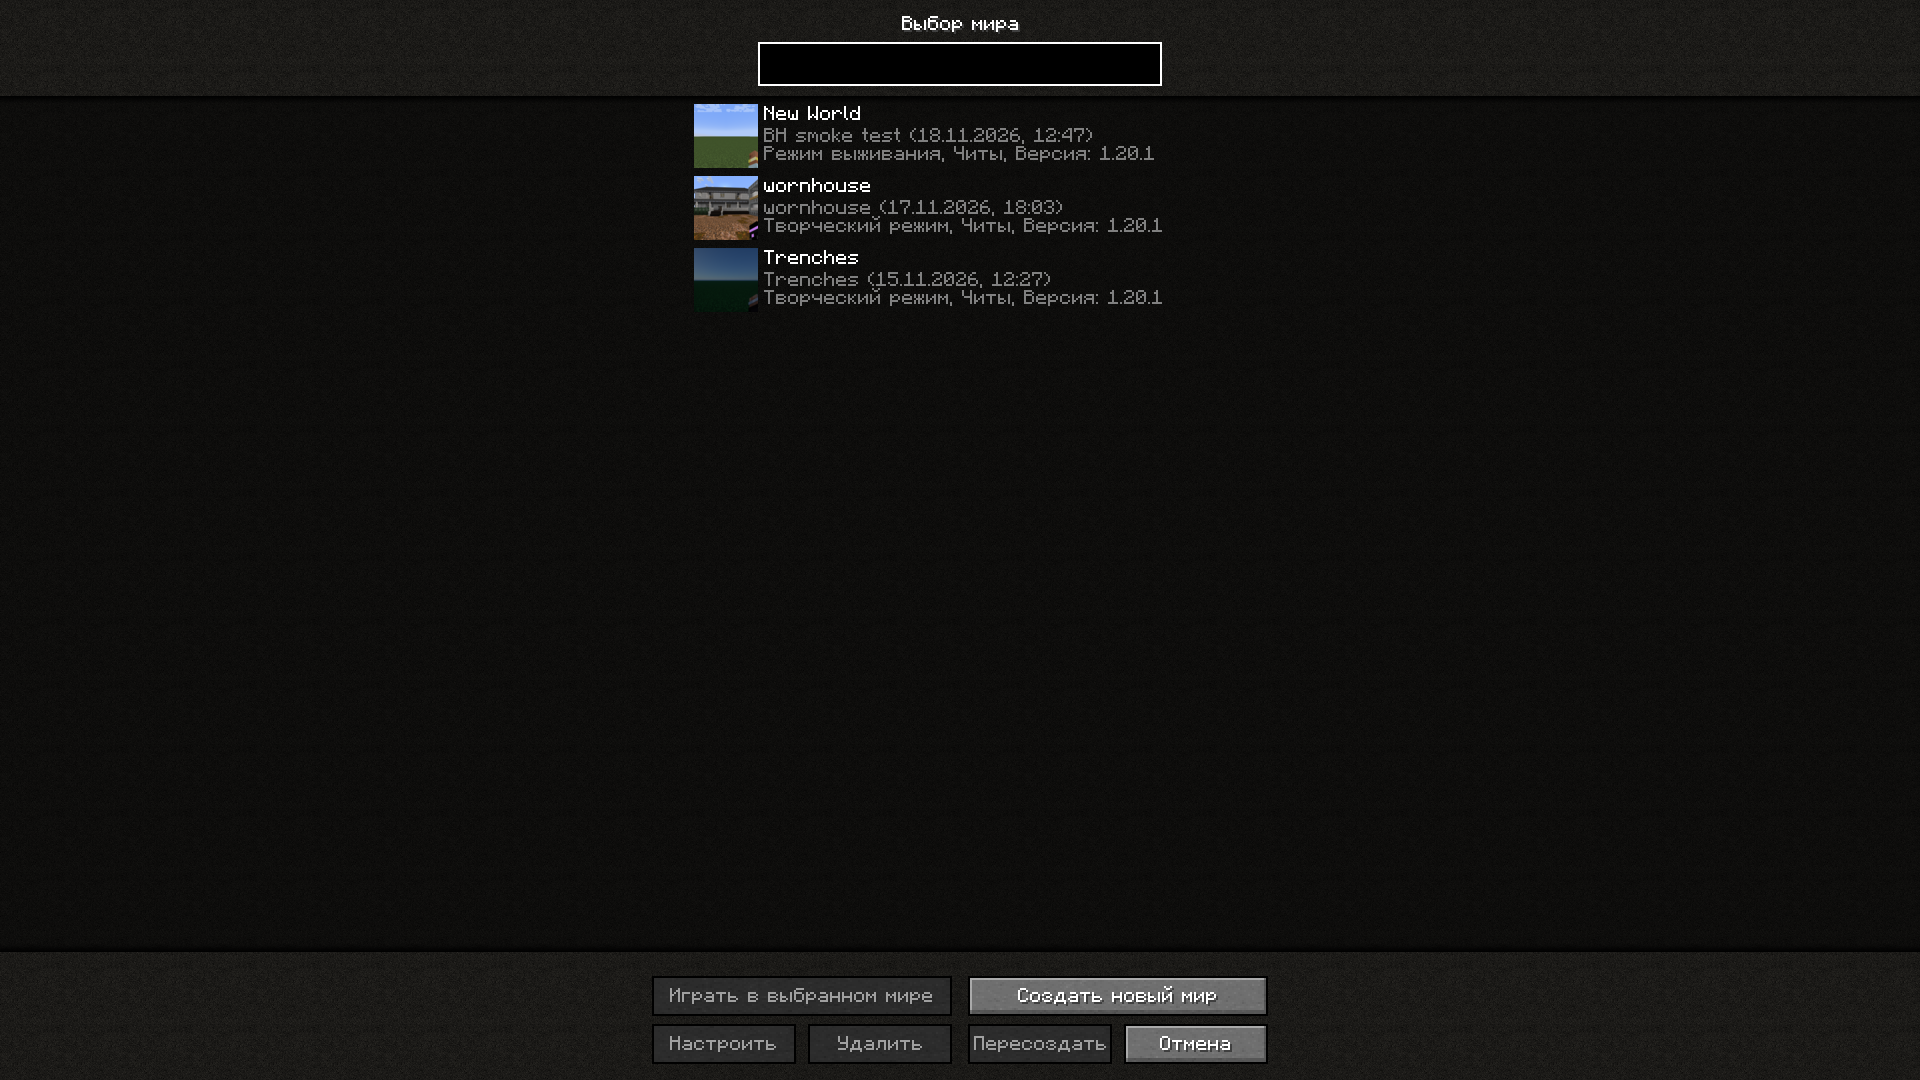 Выбор мира
New World
BH smoke test (18.11.2026, 12:47)
Режим выживания, Читы, Версия: 1.20.1
wornhouse
wornhouse (17.11.2026, 18:03)
Творческий режим, Читы, Версия: 1.20.1
Trenches
Trenches (15.11.2026, 12:27)
Творческий режим, Читы, Версия: 1.20.1
Играть в выбранном мире
Создать новый мир
Настроить
Удалить
Пересоздать
Отмена